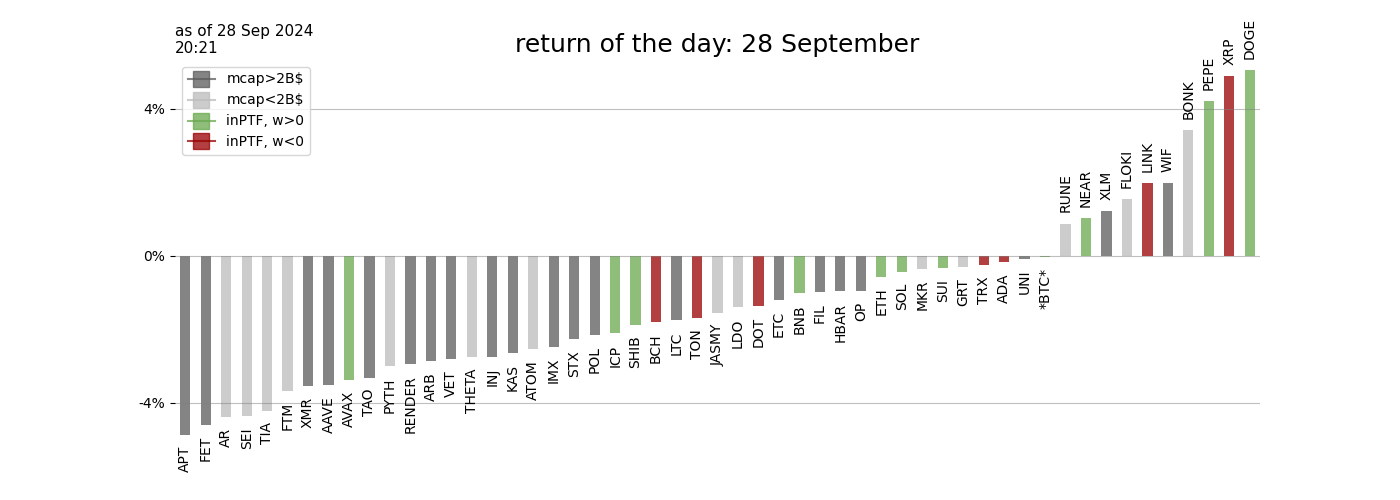 as of 28 Sep 2024
20:21
return of the day: 28 September
mcap>2B$
mcap<2B$
inPTF, w>0
inPTF, w<0
4%
0%
-4%
APT
FET
AR
SEI
TIA
FTM
XMR
AAVE
AVAX
TAO
PYTH
RENDER
ARB
VET
THETA
INJ
KAS
ATOM
IMX
STX
POL
ICP
SHIB
BCH
LTC
TON
JASMY
LDO
DOT
ETC
BNB
FIL
HBAR
OP
ETH
SOL
MKR
SUI
GRT
TRX
ADA
UNI
*BTC*
RUNE
NEAR
XLM
FLOKI
LINK
WIF
BONK
PEPE
XRP
DOGE